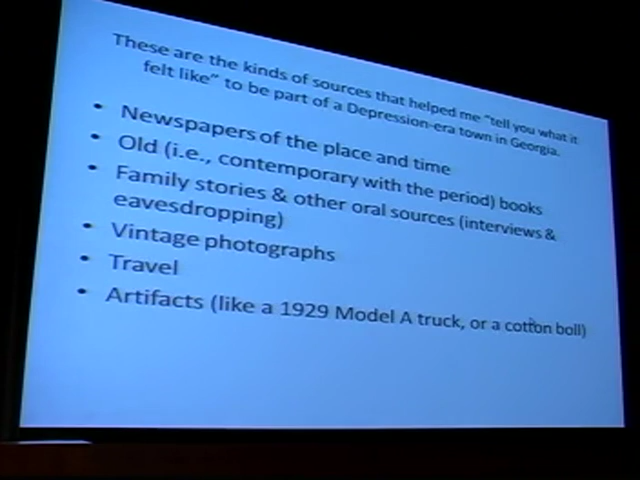 These are the kinds of sources that helped me "tell you what it
felt like" to be part of a Depression-era town in Georgia.
• Newspapers of the place and time
• Old (i.e., contemporary with the period) books
• Family stories & other oral sources (interviews &
eavesdropping)
• Vintage photographs
• Travel
• Artifacts (like a 1929 Model A truck, or a cotton boll)